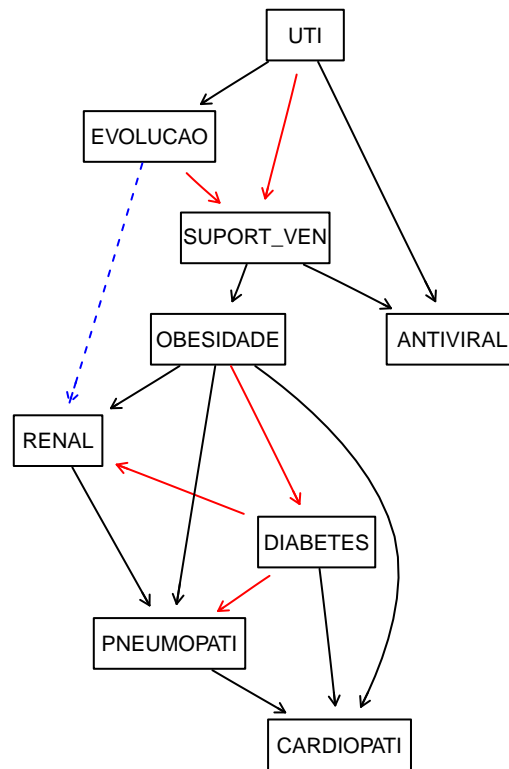 UTI
EVOLUCAO
SUPORT_VEN
OBESIDADE
ANTIVIRAL
RENAL
DIABETES
PNEUMOPATI
CARDIOPATI